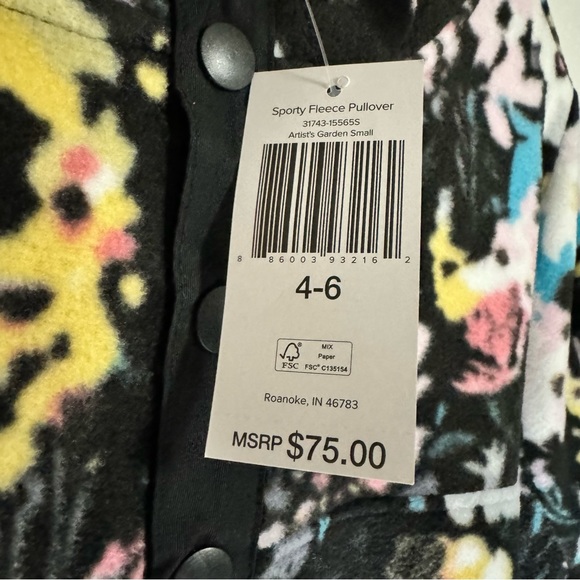 Sporty Fleece Pullover
31743-15565S
Artist's Garden Small
8 86003 93216 2
4-6
MIX
Paper
FSC FSC® C135154
Roanoke, IN 46783
MSRP $75.00